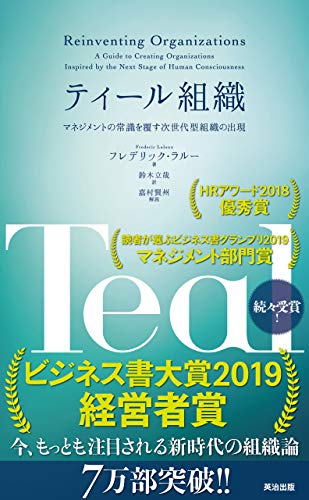 Reinventing Organizations
A Guide to Creating Organizations
Inspired by the Next Stage of Human Consciousness
ティール組織
マネジメントの常識を覆す次世代型組織の出現
Frederic Laloux
フレデリック・ラルー
著
鈴木立哉
訳
嘉村賢州
解説
HRアワード2018
優秀賞
読者が選ぶビジネス書グランプリ2019
マネジメント部門賞
Teal
続々受賞!
ビジネス書大賞2019
経営者賞
今、もっとも注目される新時代の組織論
7万部突破!!
英治出版